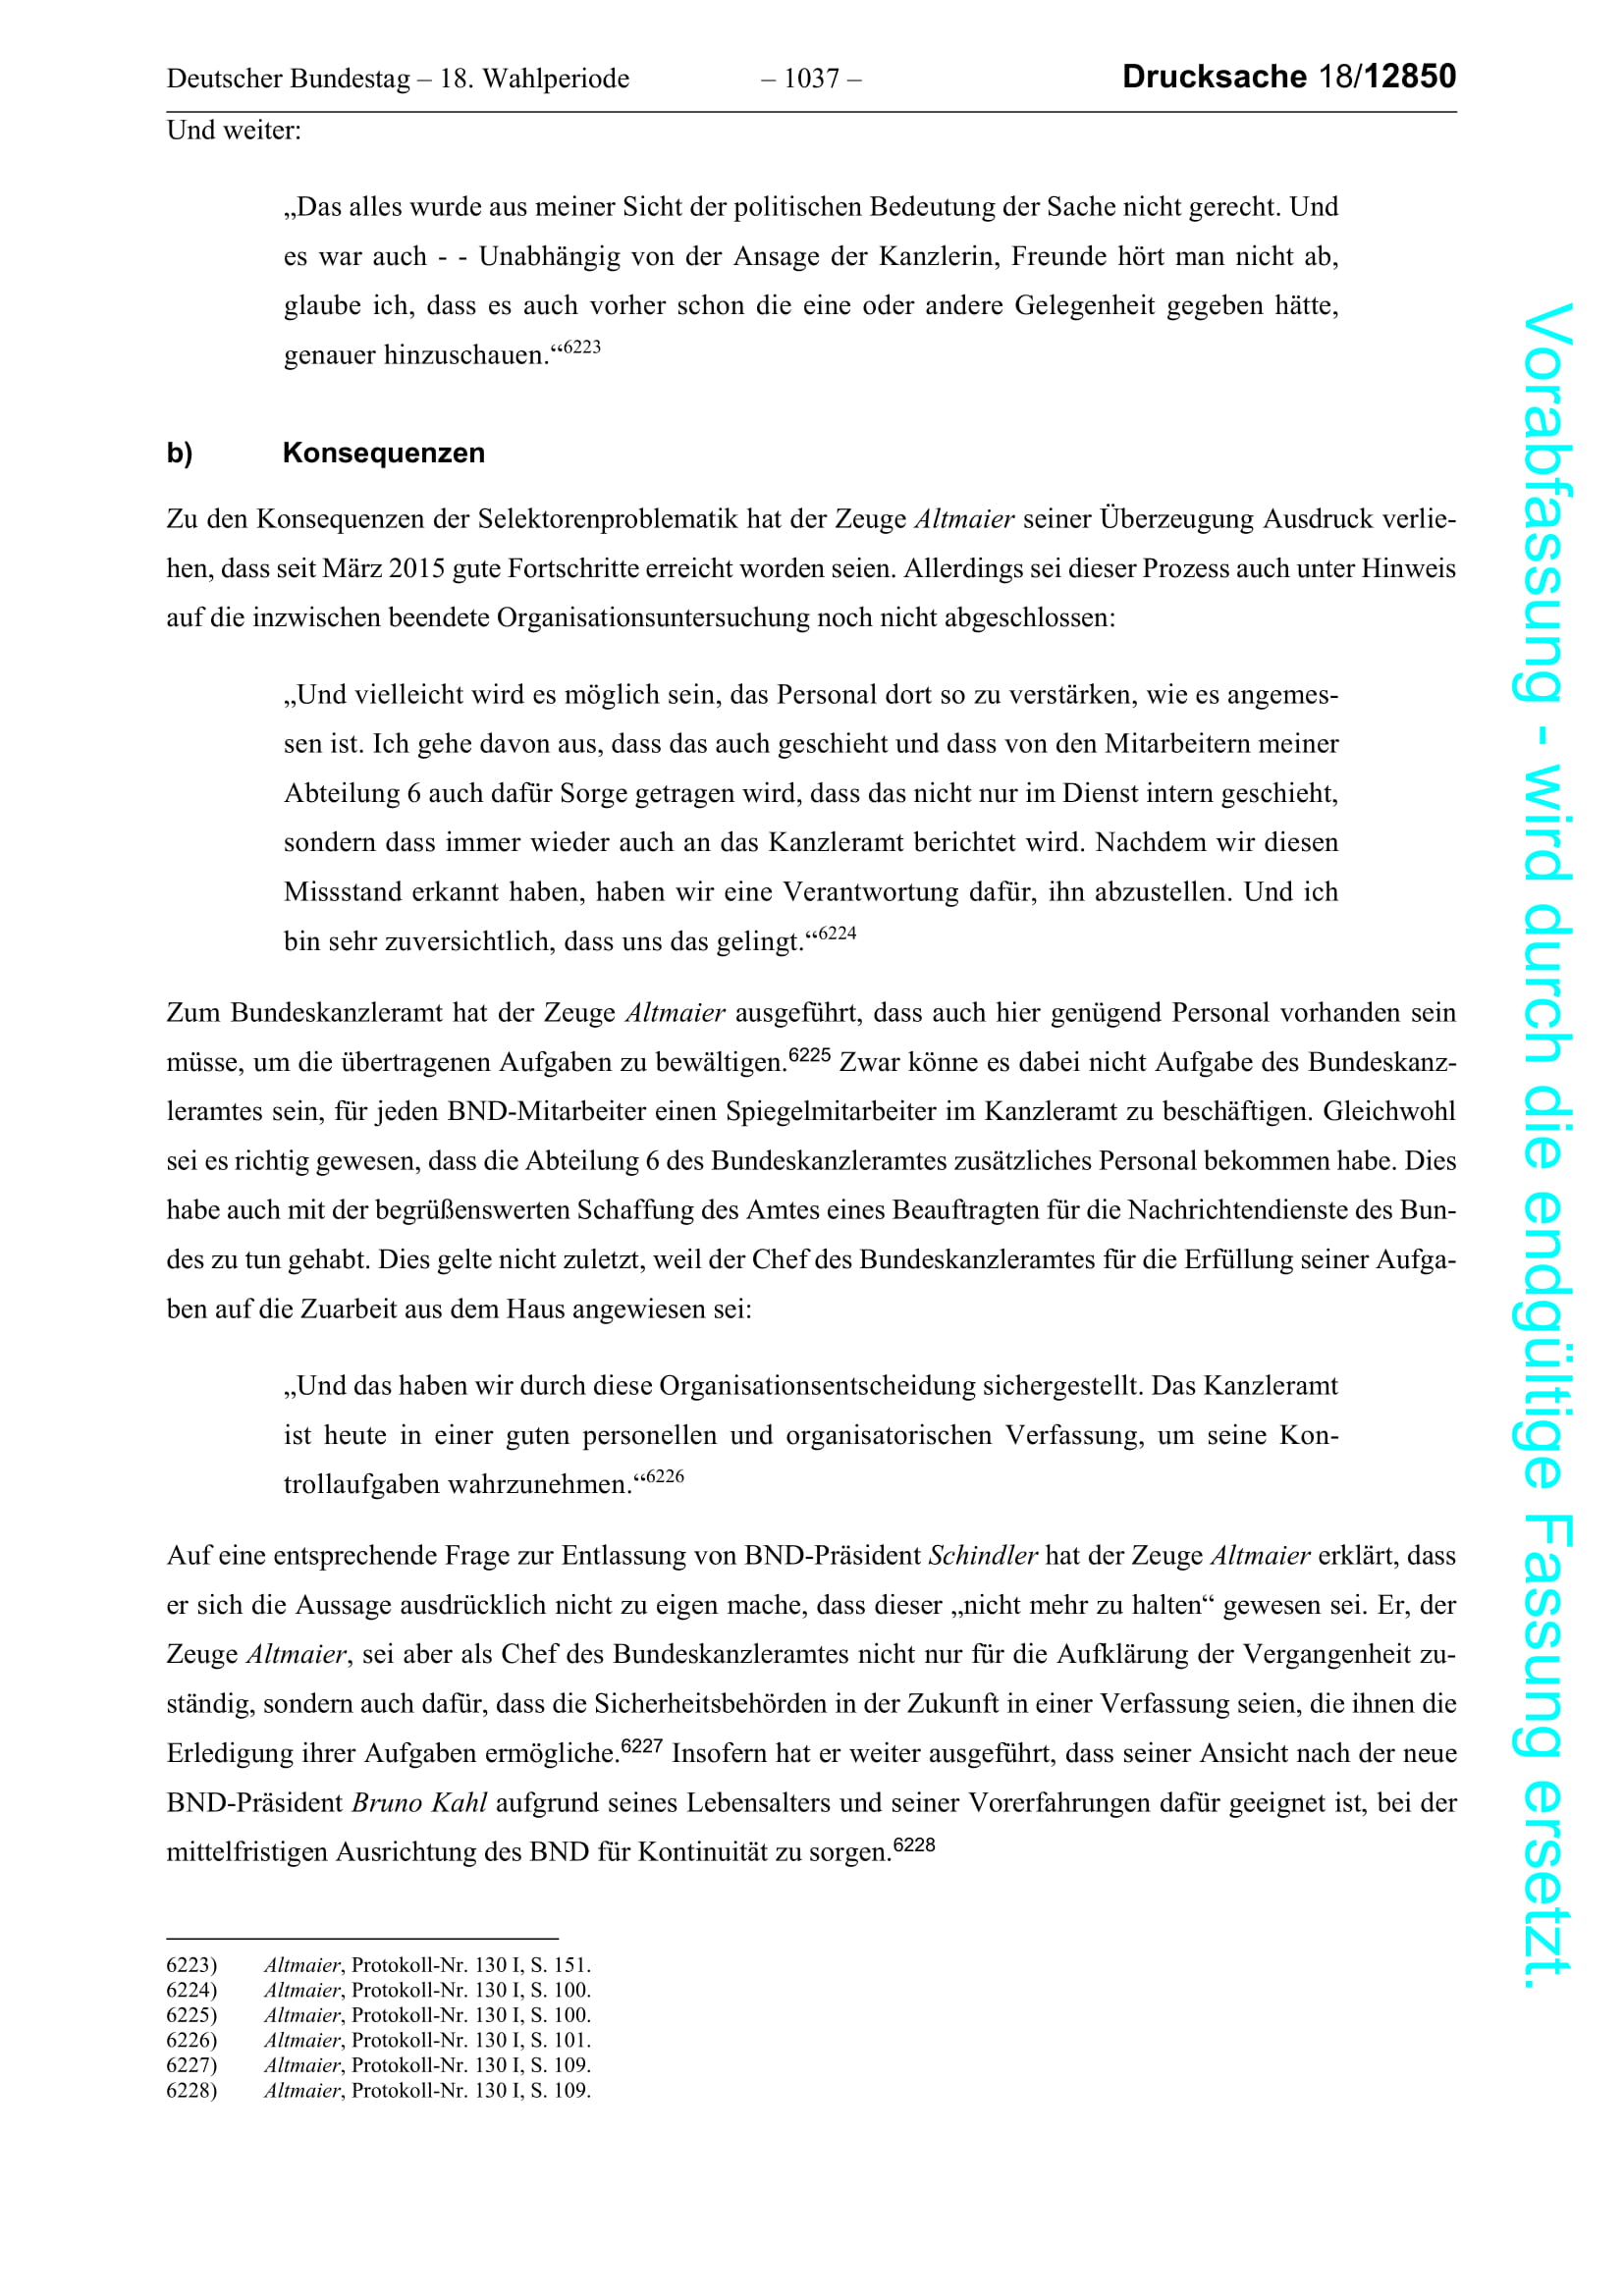 Deutscher Bundestag – 18. Wahlperiode – 1037 – Drucksache 18/12850
Und weiter:
„Das alles wurde aus meiner Sicht der politischen Bedeutung der Sache nicht gerecht. Und
es war auch - - Unabhängig von der Ansage der Kanzlerin, Freunde hört man nicht ab,
glaube ich, dass es auch vorher schon die eine oder andere Gelegenheit gegeben hätte,
genauer hinzuschauen.“6223
b) Konsequenzen
Zu den Konsequenzen der Selektorenproblematik hat der Zeuge Altmaier seiner Überzeugung Ausdruck verlie-
hen, dass seit März 2015 gute Fortschritte erreicht worden seien. Allerdings sei dieser Prozess auch unter Hinweis
auf die inzwischen beendete Organisationsuntersuchung noch nicht abgeschlossen:
„Und vielleicht wird es möglich sein, das Personal dort so zu verstärken, wie es angemes-
sen ist. Ich gehe davon aus, dass das auch geschieht und dass von den Mitarbeitern meiner
Abteilung 6 auch dafür Sorge getragen wird, dass das nicht nur im Dienst intern geschieht,
sondern dass immer wieder auch an das Kanzleramt berichtet wird. Nachdem wir diesen
Missstand erkannt haben, haben wir eine Verantwortung dafür, ihn abzustellen. Und ich
bin sehr zuversichtlich, dass uns das gelingt.“6224
Zum Bundeskanzleramt hat der Zeuge Altmaier ausgeführt, dass auch hier genügend Personal vorhanden sein
müsse, um die übertragenen Aufgaben zu bewältigen.6225 Zwar könne es dabei nicht Aufgabe des Bundeskanz-
leramtes sein, für jeden BND-Mitarbeiter einen Spiegelmitarbeiter im Kanzleramt zu beschäftigen. Gleichwohl
sei es richtig gewesen, dass die Abteilung 6 des Bundeskanzleramtes zusätzliches Personal bekommen habe. Dies
habe auch mit der begrüßenswerten Schaffung des Amtes eines Beauftragten für die Nachrichtendienste des Bun-
des zu tun gehabt. Dies gelte nicht zuletzt, weil der Chef des Bundeskanzleramtes für die Erfüllung seiner Aufga-
ben auf die Zuarbeit aus dem Haus angewiesen sei:
„Und das haben wir durch diese Organisationsentscheidung sichergestellt. Das Kanzleramt
ist heute in einer guten personellen und organisatorischen Verfassung, um seine Kon-
trollaufgaben wahrzunehmen.“6226
Auf eine entsprechende Frage zur Entlassung von BND-Präsident Schindler hat der Zeuge Altmaier erklärt, dass
er sich die Aussage ausdrücklich nicht zu eigen mache, dass dieser „nicht mehr zu halten“ gewesen sei. Er, der
Zeuge Altmaier, sei aber als Chef des Bundeskanzleramtes nicht nur für die Aufklärung der Vergangenheit zu-
ständig, sondern auch dafür, dass die Sicherheitsbehörden in der Zukunft in einer Verfassung seien, die ihnen die
Erledigung ihrer Aufgaben ermögliche.6227 Insofern hat er weiter ausgeführt, dass seiner Ansicht nach der neue
BND-Präsident Bruno Kahl aufgrund seines Lebensalters und seiner Vorerfahrungen dafür geeignet ist, bei der
mittelfristigen Ausrichtung des BND für Kontinuität zu sorgen.6228
6223) Altmaier, Protokoll-Nr. 130 I, S. 151.
6224) Altmaier, Protokoll-Nr. 130 I, S. 100.
6225) Altmaier, Protokoll-Nr. 130 I, S. 100.
6226) Altmaier, Protokoll-Nr. 130 I, S. 101.
6227) Altmaier, Protokoll-Nr. 130 I, S. 109.
6228) Altmaier, Protokoll-Nr. 130 I, S. 109.
Vorabfassung - wird durch die endgültige Fassung ersetzt.